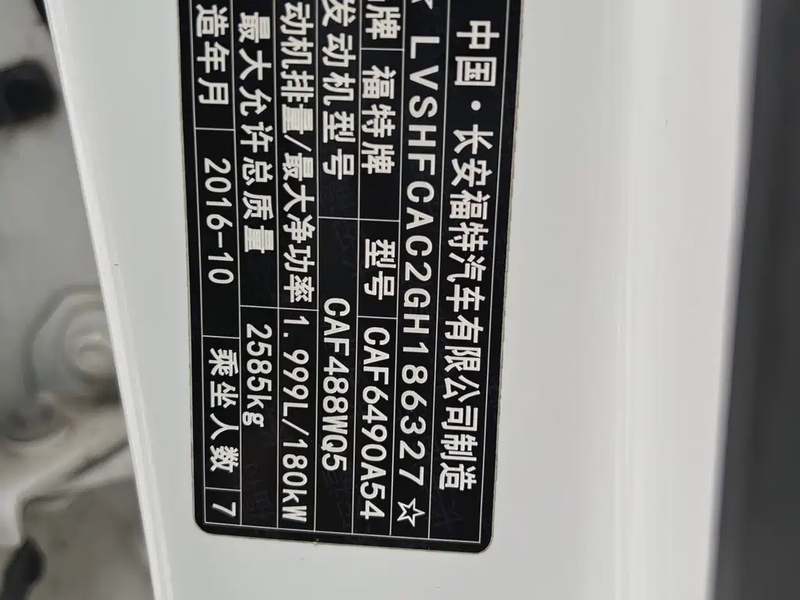 中国·长安福特汽车有限公司制造
LVSHFCAC2GH186327☆
牌 福特牌 型号 CAF6490A54
发动机型号 CAF488WQ5
动机排量/最大净功率 1.999L/180kW
最大允许总质量 2585kg
造年月 2016-10 乘坐人数 7